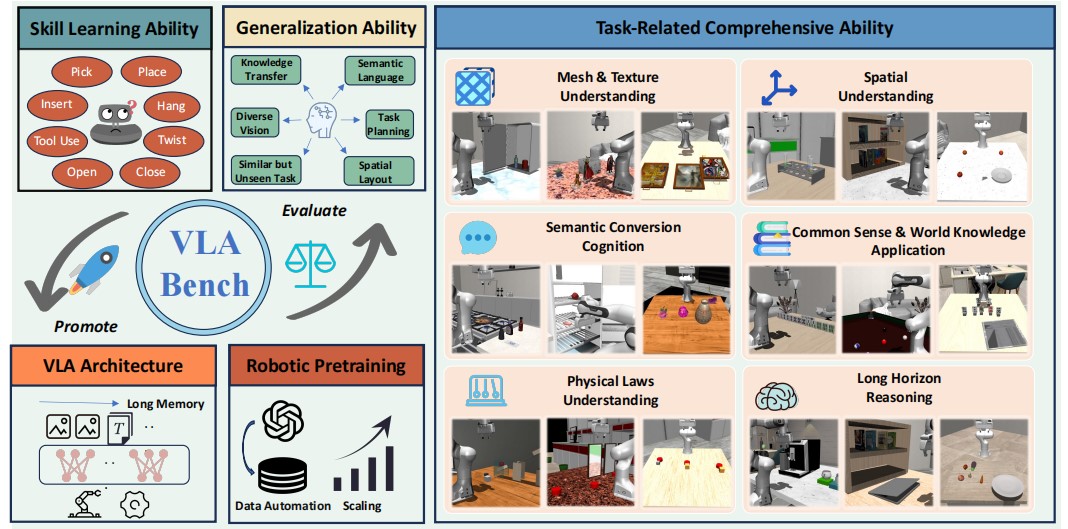 Skill Learning Ability
Pick
Place
Insert
?
Hang
Tool Use
Twist
Open
Close
Generalization Ability
Knowledge
Transfer
Semantic
Language
Diverse
Vision
Task
Planning
Similar but
Unseen Task
Spatial
Layout
Evaluate
VLA
Bench
Promote
VLA Architecture
Long Memory
T
Robotic Pretraining
Data Automation
Scaling
Task-Related Comprehensive Ability
Mesh & Texture
Understanding
Spatial
Understanding
Semantic Conversion
Cognition
Common Sense & World Knowledge
Application
Physical Laws
Understanding
Long Horizon
Reasoning